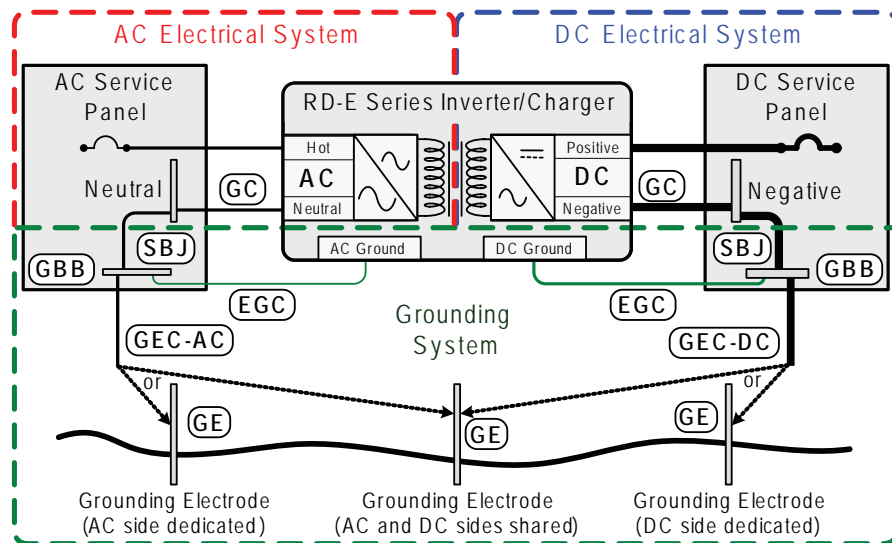 AC Electrical System
DC Electrical System
AC Service
Panel
RD-E Series Inverter/Charger
DC Service
Panel
Hot
AC
Neutral
Positive
DC
Negative
Neutral
GC
GC
Negative
SBJ
AC Ground
DC Ground
SBJ
GBB
GBB
EGC
EGC
Grounding
System
GEC-AC
GEC-DC
or
or
GE
GE
GE
Grounding Electrode
(AC side dedicated)
Grounding Electrode
(AC and DC sides shared)
Grounding Electrode
(DC side dedicated)